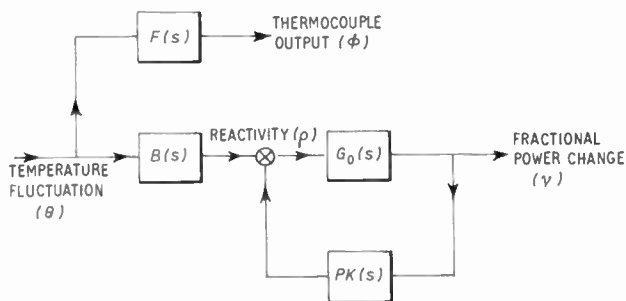 F(s)
THERMOCOUPLE
OUTPUT (ϕ)
REACTIVITY(ρ)
B(s)
G₀(s)
TEMPERATURE
FLUCTUATION
(θ)
FRACTIONAL
POWER CHANGE
(ν)
PK(s)